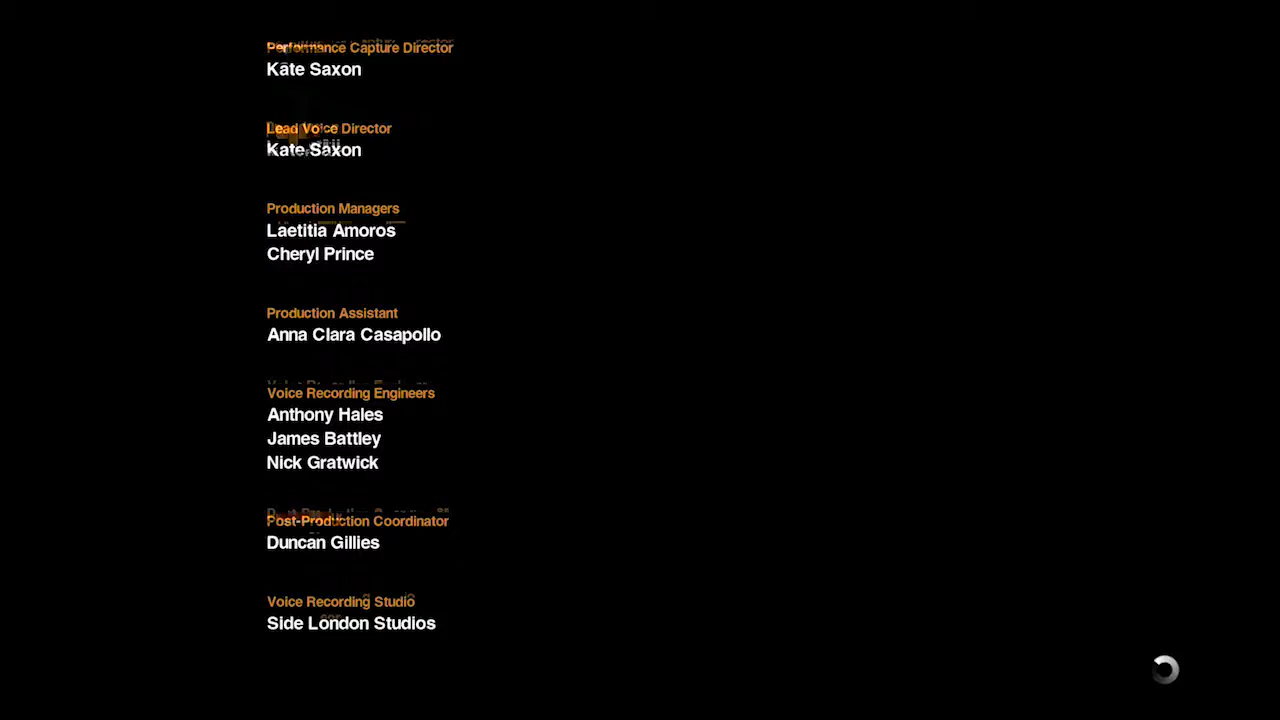 Performance Capture Director
Kate Saxon
Lead Voice Director
Kate Saxon
Production Managers
Laetitia Amoros
Cheryl Prince
Production Assistant
Anna Clara Casapollo
Voice Recording Engineers
Anthony Hales
James Battley
Nick Gratwick
Post-Production Coordinator
Duncan Gillies
Voice Recording Studio
Side London Studios